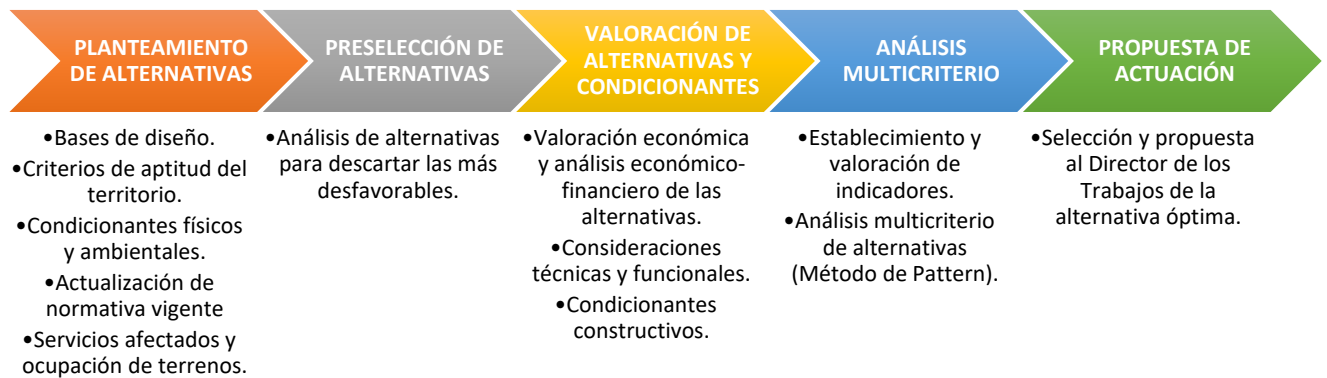 PLANTEAMIENTO
DE ALTERNATIVAS
•Bases de diseño.
•Criterios de aptitud del
territorio.
•Condicionantes físicos
y ambientales.
•Actualización de
normativa vigente
•Servicios afectados y
ocupación de terrenos.
PRESELECCIÓN DE
ALTERNATIVAS
•Análisis de alternativas
para descartar las más
desfavorables.
VALORACIÓN DE
ALTERNATIVAS Y
CONDICIONANTES
•Valoración económica
y análisis económico-
financiero de las
alternativas.
•Consideraciones
técnicas y funcionales.
•Condicionantes
constructivos.
ANÁLISIS
MULTICRITERIO
•Establecimiento y
valoración de
indicadores.
•Análisis multicriterio
de alternativas
(Método de Pattern).
PROPUESTA DE
ACTUACIÓN
•Selección y propuesta
al Director de los
Trabajos de la
alternativa óptima.